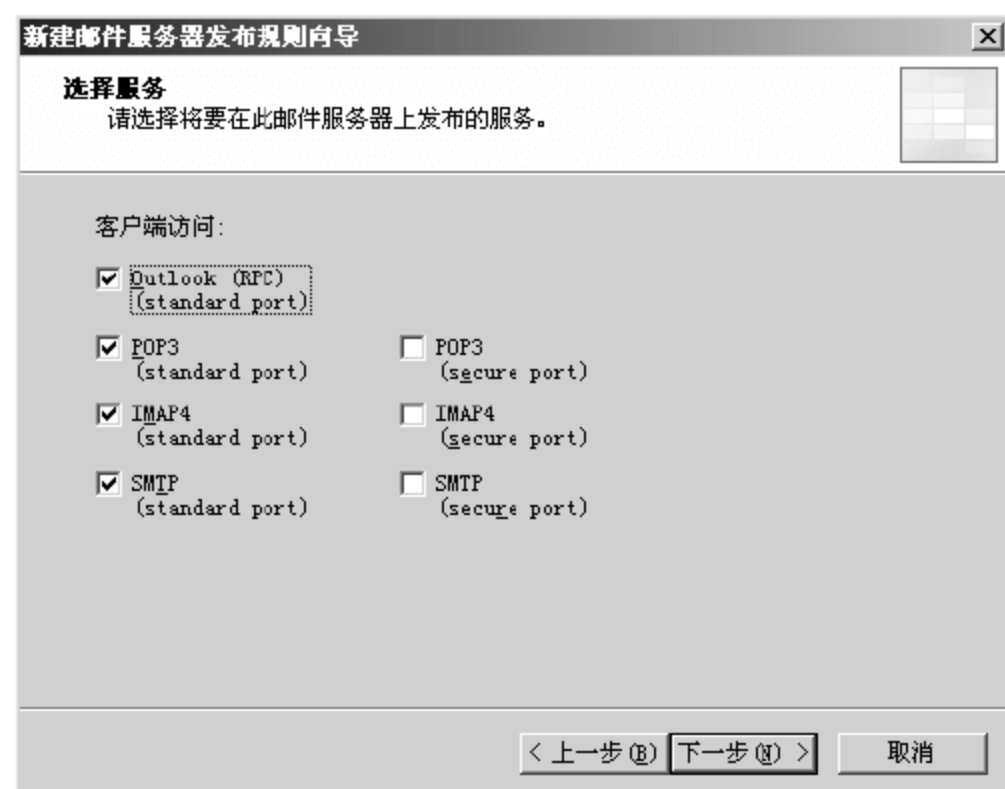 新建邮件服务器发布规则向导
选择服务
请选择将要在此邮件服务器上发布的服务。
客户端访问:
Outlook (RPC)
(standard port)
POP3 POP3
(standard port) (secure port)
IMAP4 IMAP4
(standard port) (secure port)
SMTP SMTP
(standard port) (secure port)
< 上一步(B) 下一步(N) > 取消